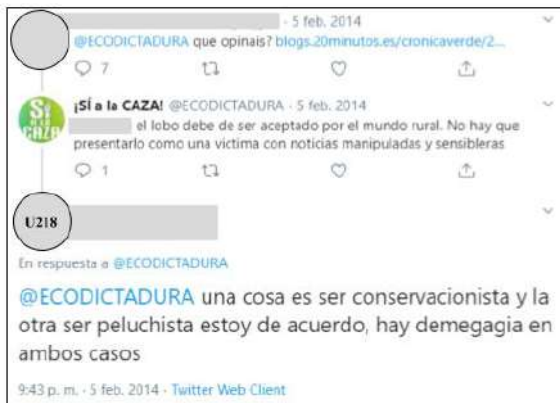 · 5 feb. 2014
@ECODICTADURA que opinais? blogs.20minutos.es/cronicaverde/2...
7
SÍ
A LA
CAZA
¡SÍ a la CAZA! @ECODICTADURA · 5 feb. 2014
el lobo debe de ser aceptado por el mundo rural. No hay que
presentarlo como una victima con noticias manipuladas y sensibleras
1
U218
En respuesta a @ECODICTADURA
@ECODICTADURA una cosa es ser conservacionista y la
otra ser peluchista estoy de acuerdo, hay demegagia en
ambos casos
9:43 p. m. · 5 feb. 2014 · Twitter Web Client